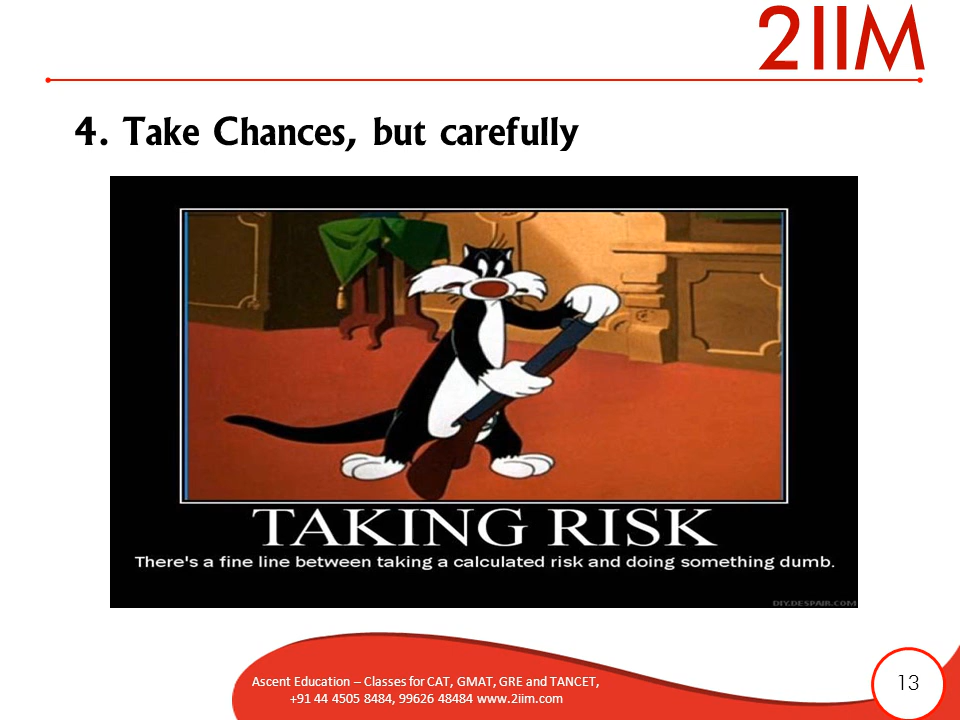 2IIM
4. Take Chances, but carefully
TAKING RISK
There's a fine line between taking a calculated risk and doing something dumb.
DIY.DESPAIR.COM
Ascent Education – Classes for CAT, GMAT, GRE and TANCET,
+91 44 4505 8484, 99626 48484 www.2iim.com
13